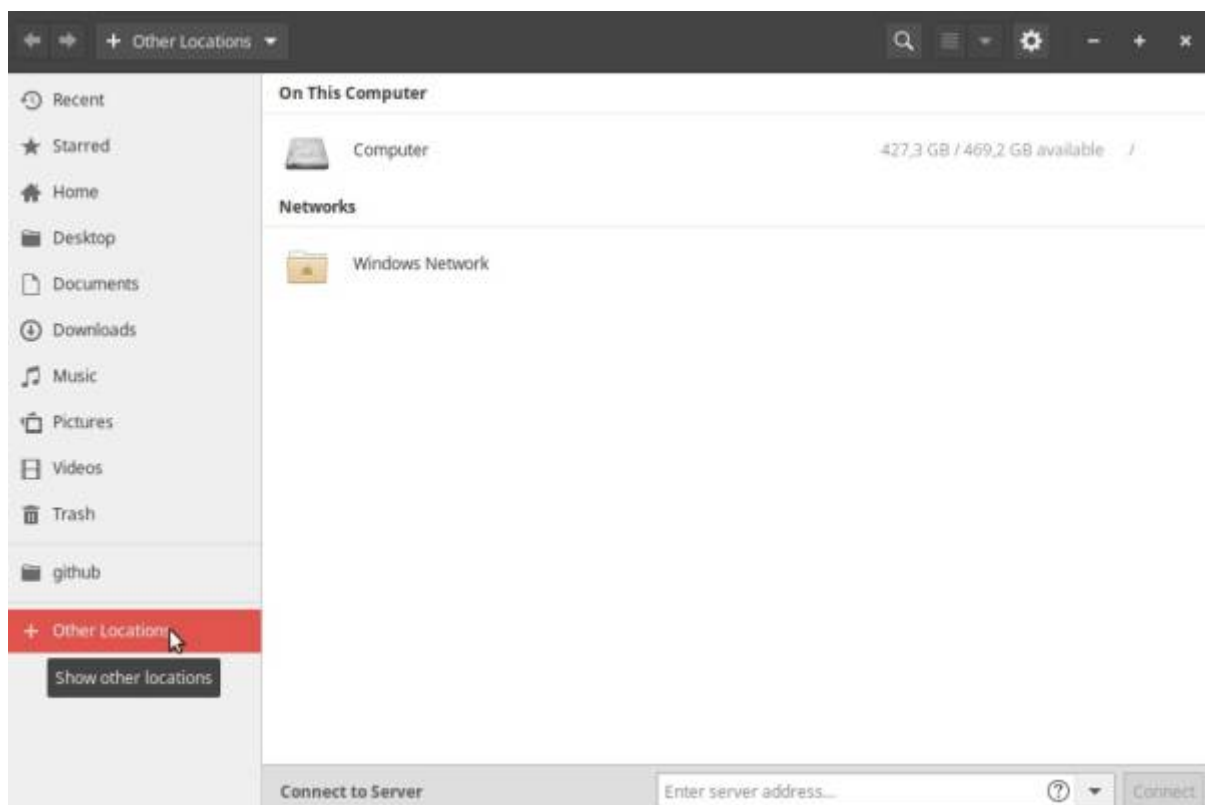 + Other Locations
Recent
Starred
Home
Desktop
Documents
Downloads
Music
Pictures
Videos
Trash
github
+ Other Locations
Show other locations
On This Computer
Computer 427,3 GB / 469,2 GB available /
Networks
Windows Network
Connect to Server Enter server address... Connect